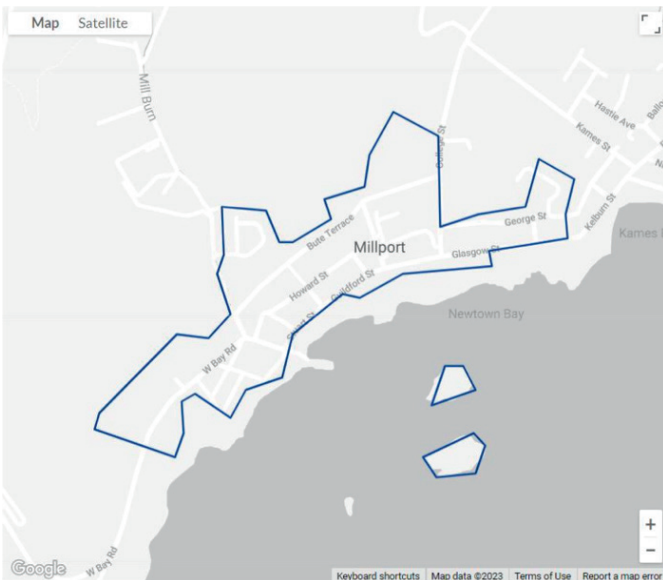 Map Satellite
Mill Burn
College St
Hastie Ave
Kames St
Kelburn St
George St
Bute Terrace
Millport
Glasgow St
Howard St
Guildford St
Stuart St
Newtown Bay
W Bay Rd
W Bay Rd
Google
Keyboard shortcuts Map data ©2023 Terms of Use Report a map error